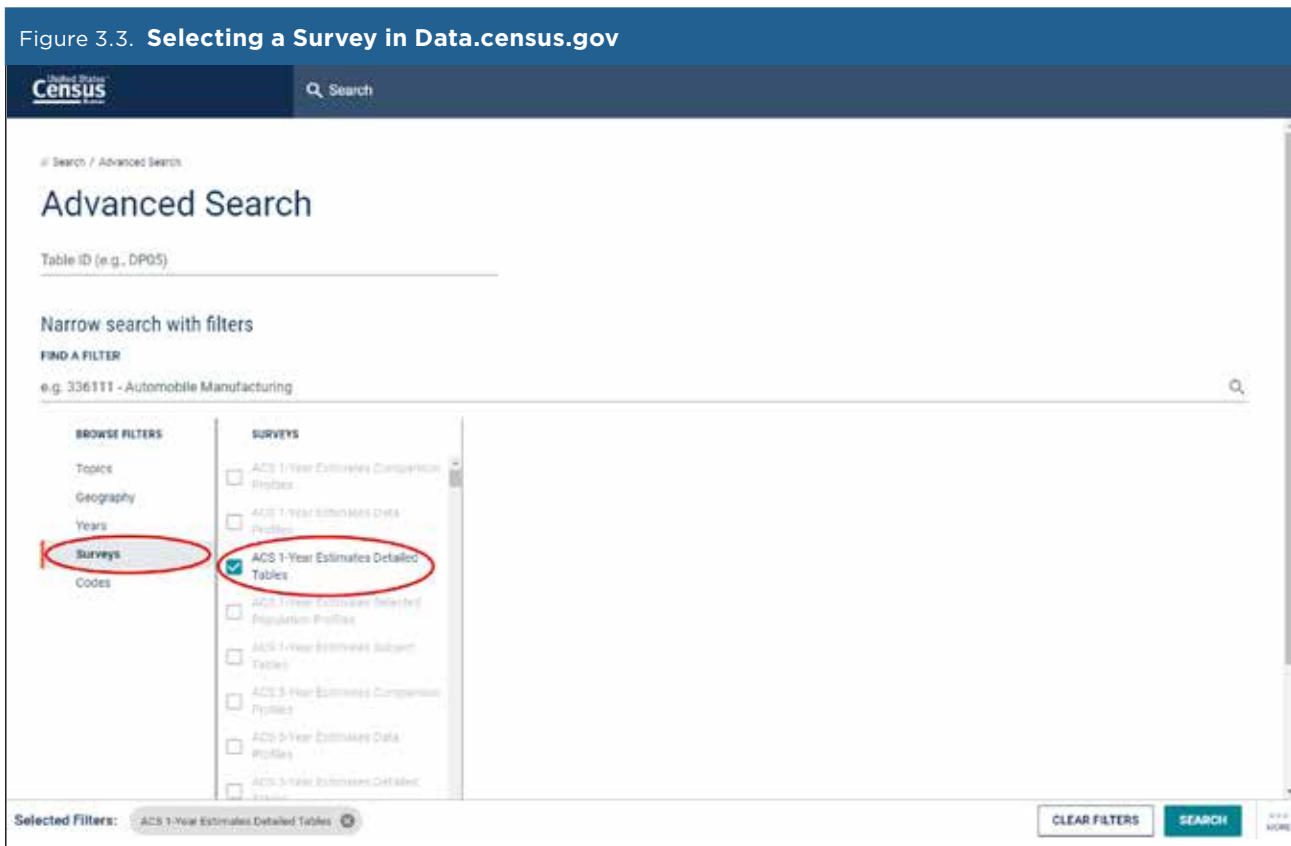 Figure 3.3. Selecting a Survey in Data.census.gov
United States
Census
Bureau
Search
Search / Advanced Search
Advanced Search
Table ID (e.g., DP05)
Narrow search with filters
FIND A FILTER
e.g. 336111 - Automobile Manufacturing
BROWSE FILTERS
Topics
Geography
Years
Surveys
Codes
SURVEYS
ACS 1-Year Estimates Comparison
Profiles
ACS 1-Year Estimates Data
Profiles
ACS 1-Year Estimates Detailed
Tables
ACS 1-Year Estimates Selected
Population Profiles
ACS 1-Year Estimates Subject
Tables
ACS 5-Year Estimates Comparison
Profiles
ACS 5-Year Estimates Data
Profiles
ACS 5-Year Estimates Detailed
Tables
Selected Filters:
ACS 1-Year Estimates Detailed Tables
CLEAR FILTERS
SEARCH
MORE